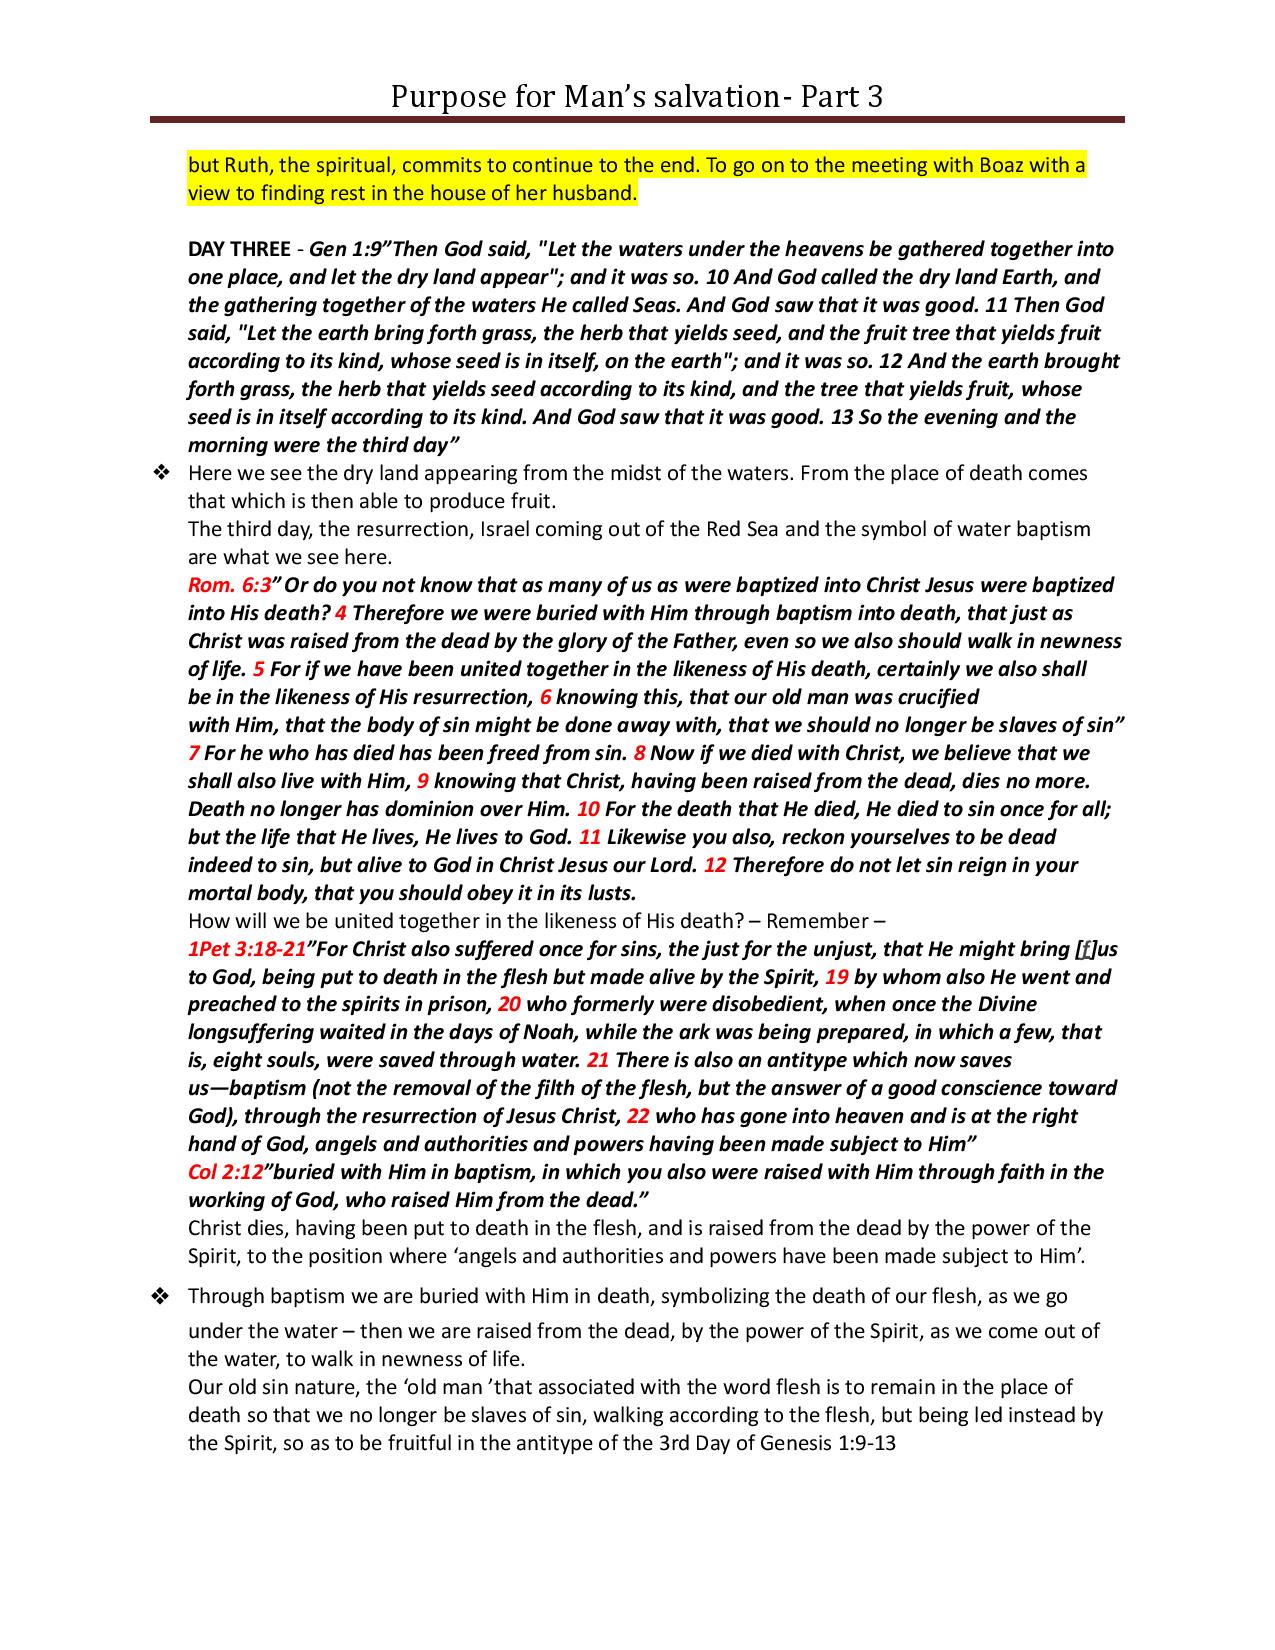 Purpose for Man’s salvation- Part 3
but Ruth, the spiritual, commits to continue to the end. To go on to the meeting with Boaz with a
view to finding rest in the house of her husband.
DAY THREE - Gen 1:9”Then God said, "Let the waters under the heavens be gathered together into
one place, and let the dry land appear"; and it was so. 10 And God called the dry land Earth, and
the gathering together of the waters He called Seas. And God saw that it was good. 11 Then God
said, "Let the earth bring forth grass, the herb that yields seed, and the fruit tree that yields fruit
according to its kind, whose seed is in itself, on the earth"; and it was so. 12 And the earth brought
forth grass, the herb that yields seed according to its kind, and the tree that yields fruit, whose
seed is in itself according to its kind. And God saw that it was good. 13 So the evening and the
morning were the third day”
❖ Here we see the dry land appearing from the midst of the waters. From the place of death comes
that which is then able to produce fruit.
The third day, the resurrection, Israel coming out of the Red Sea and the symbol of water baptism
are what we see here.
Rom. 6:3”Or do you not know that as many of us as were baptized into Christ Jesus were baptized
into His death? 4 Therefore we were buried with Him through baptism into death, that just as
Christ was raised from the dead by the glory of the Father, even so we also should walk in newness
of life. 5 For if we have been united together in the likeness of His death, certainly we also shall
be in the likeness of His resurrection, 6 knowing this, that our old man was crucified
with Him, that the body of sin might be done away with, that we should no longer be slaves of sin”
7 For he who has died has been freed from sin. 8 Now if we died with Christ, we believe that we
shall also live with Him, 9 knowing that Christ, having been raised from the dead, dies no more.
Death no longer has dominion over Him. 10 For the death that He died, He died to sin once for all;
but the life that He lives, He lives to God. 11 Likewise you also, reckon yourselves to be dead
indeed to sin, but alive to God in Christ Jesus our Lord. 12 Therefore do not let sin reign in your
mortal body, that you should obey it in its lusts.
How will we be united together in the likeness of His death? – Remember –
1Pet 3:18-21”For Christ also suffered once for sins, the just for the unjust, that He might bring [f]us
to God, being put to death in the flesh but made alive by the Spirit, 19 by whom also He went and
preached to the spirits in prison, 20 who formerly were disobedient, when once the Divine
longsuffering waited in the days of Noah, while the ark was being prepared, in which a few, that
is, eight souls, were saved through water. 21 There is also an antitype which now saves
us—baptism (not the removal of the filth of the flesh, but the answer of a good conscience toward
God), through the resurrection of Jesus Christ, 22 who has gone into heaven and is at the right
hand of God, angels and authorities and powers having been made subject to Him”
Col 2:12”buried with Him in baptism, in which you also were raised with Him through faith in the
working of God, who raised Him from the dead.”
Christ dies, having been put to death in the flesh, and is raised from the dead by the power of the
Spirit, to the position where ‘angels and authorities and powers have been made subject to Him’.
❖ Through baptism we are buried with Him in death, symbolizing the death of our flesh, as we go
under the water – then we are raised from the dead, by the power of the Spirit, as we come out of
the water, to walk in newness of life.
Our old sin nature, the ‘old man ’that associated with the word flesh is to remain in the place of
death so that we no longer be slaves of sin, walking according to the flesh, but being led instead by
the Spirit, so as to be fruitful in the antitype of the 3rd Day of Genesis 1:9-13